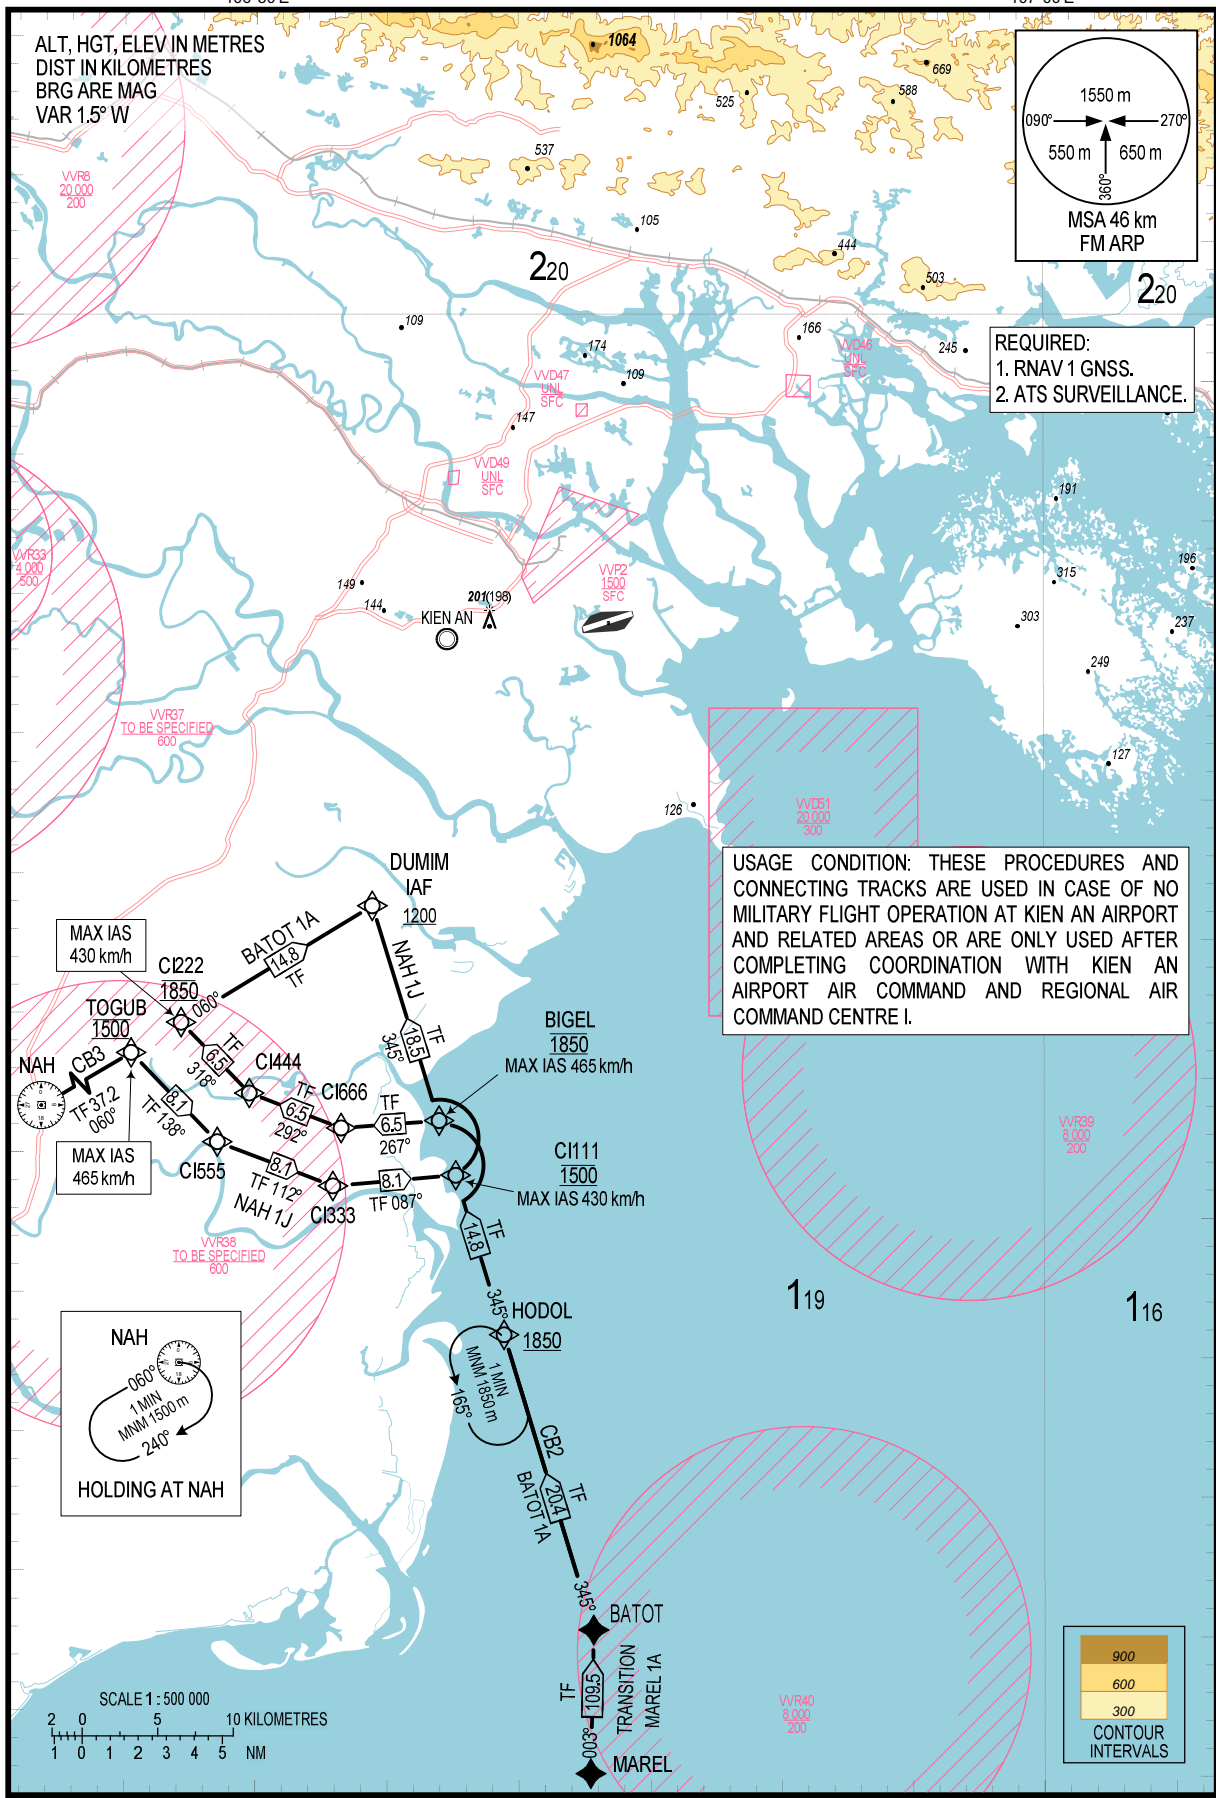 ALT, HGT, ELEV IN METRES
DIST IN KILOMETRES
BRG ARE MAG
VAR 1.5° W
1064
669
588
525
537
105
444
503
1550 m
090°
270°
550 m
650 m
360°
MSA 46 km
FM ARP
VVR8
20 000
200
220
220
109
174
109
147
166
245
VVD46
UNL
SFC
VVD47
UNL
SFC
VVD49
UNL
SFC
REQUIRED:
1. RNAV 1 GNSS.
2. ATS SURVEILLANCE.
191
196
315
303
237
249
127
VVR33
4 000
500
149
144
201(198)
KIEN AN
VVP2
1500
SFC
VVR37
TO BE SPECIFIED
600
126
VVD51
20 000
300
USAGE CONDITION: THESE PROCEDURES AND
CONNECTING TRACKS ARE USED IN CASE OF NO
MILITARY FLIGHT OPERATION AT KIEN AN AIRPORT
AND RELATED AREAS OR ARE ONLY USED AFTER
COMPLETING COORDINATION WITH KIEN AN
AIRPORT AIR COMMAND AND REGIONAL AIR
COMMAND CENTRE I.
DUMIM
IAF
1200
BATOT 1A
14.8
TF
060°
NAH 1J
TF
18.5
345°
MAX IAS
430 km/h
CI222
1850
TOGUB
1500
NAH
CB3
TF 37.2
060°
MAX IAS
465 km/h
TF
6.5
318°
CI444
TF
6.5
292°
CI666
TF
6.5
267°
BIGEL
1850
MAX IAS 465 km/h
8.1
TF 138°
CI555
8.1
TF 112°
NAH 1J
CI333
8.1
TF 087°
CI111
1500
MAX IAS 430 km/h
VVR38
TO BE SPECIFIED
600
VVR39
8 000
200
TF
14.8
345°
HODOL
1850
1 MIN
MNM 1850 m
165°
119
116
NAH
060°
1 MIN
MNM 1500 m
240°
HOLDING AT NAH
CB2
TF
20.4
BATOT 1A
345°
BATOT
TF
109.5
TRANSITION
MAREL 1A
003°
MAREL
VVR40
8 000
200
SCALE 1 : 500 000
2 0 5 10 KILOMETRES
1 0 1 2 3 4 5 NM
900
600
300
CONTOUR
INTERVALS